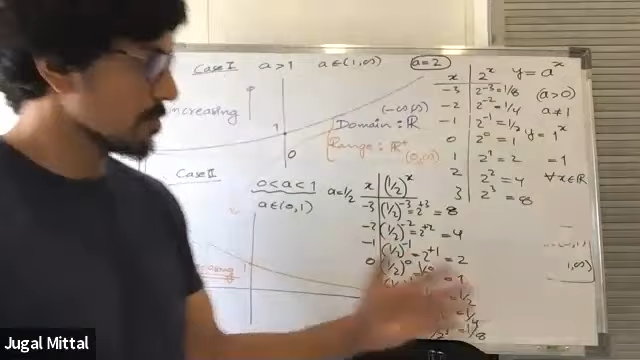 Case I a>1 a∈(1,∞) a=2
increasing
1
0
(-∞,∞)
Domain : ℝ
Range : ℝ⁺
(0,∞)
x 2ˣ
-3 2⁻³=1/8
-2 2⁻²=1/4
-1 2⁻¹=1/2
0 2⁰=1
1 2¹=2
2 2²=4
3 2³=8
y=aˣ
(a>0)
a≠1
y=1ˣ
=1
∀x∈ℝ
Case II 0<a<1 a=1/2
a∈(0,1)
1
x (1/2)ˣ
-3 (1/2)⁻³=2⁺³=8
-2 (1/2)⁻²=2⁺²=4
-1 (1/2)⁻¹=2⁺¹=2
0 (1/2)⁰
=1/8
1,∞)
Jugal Mittal